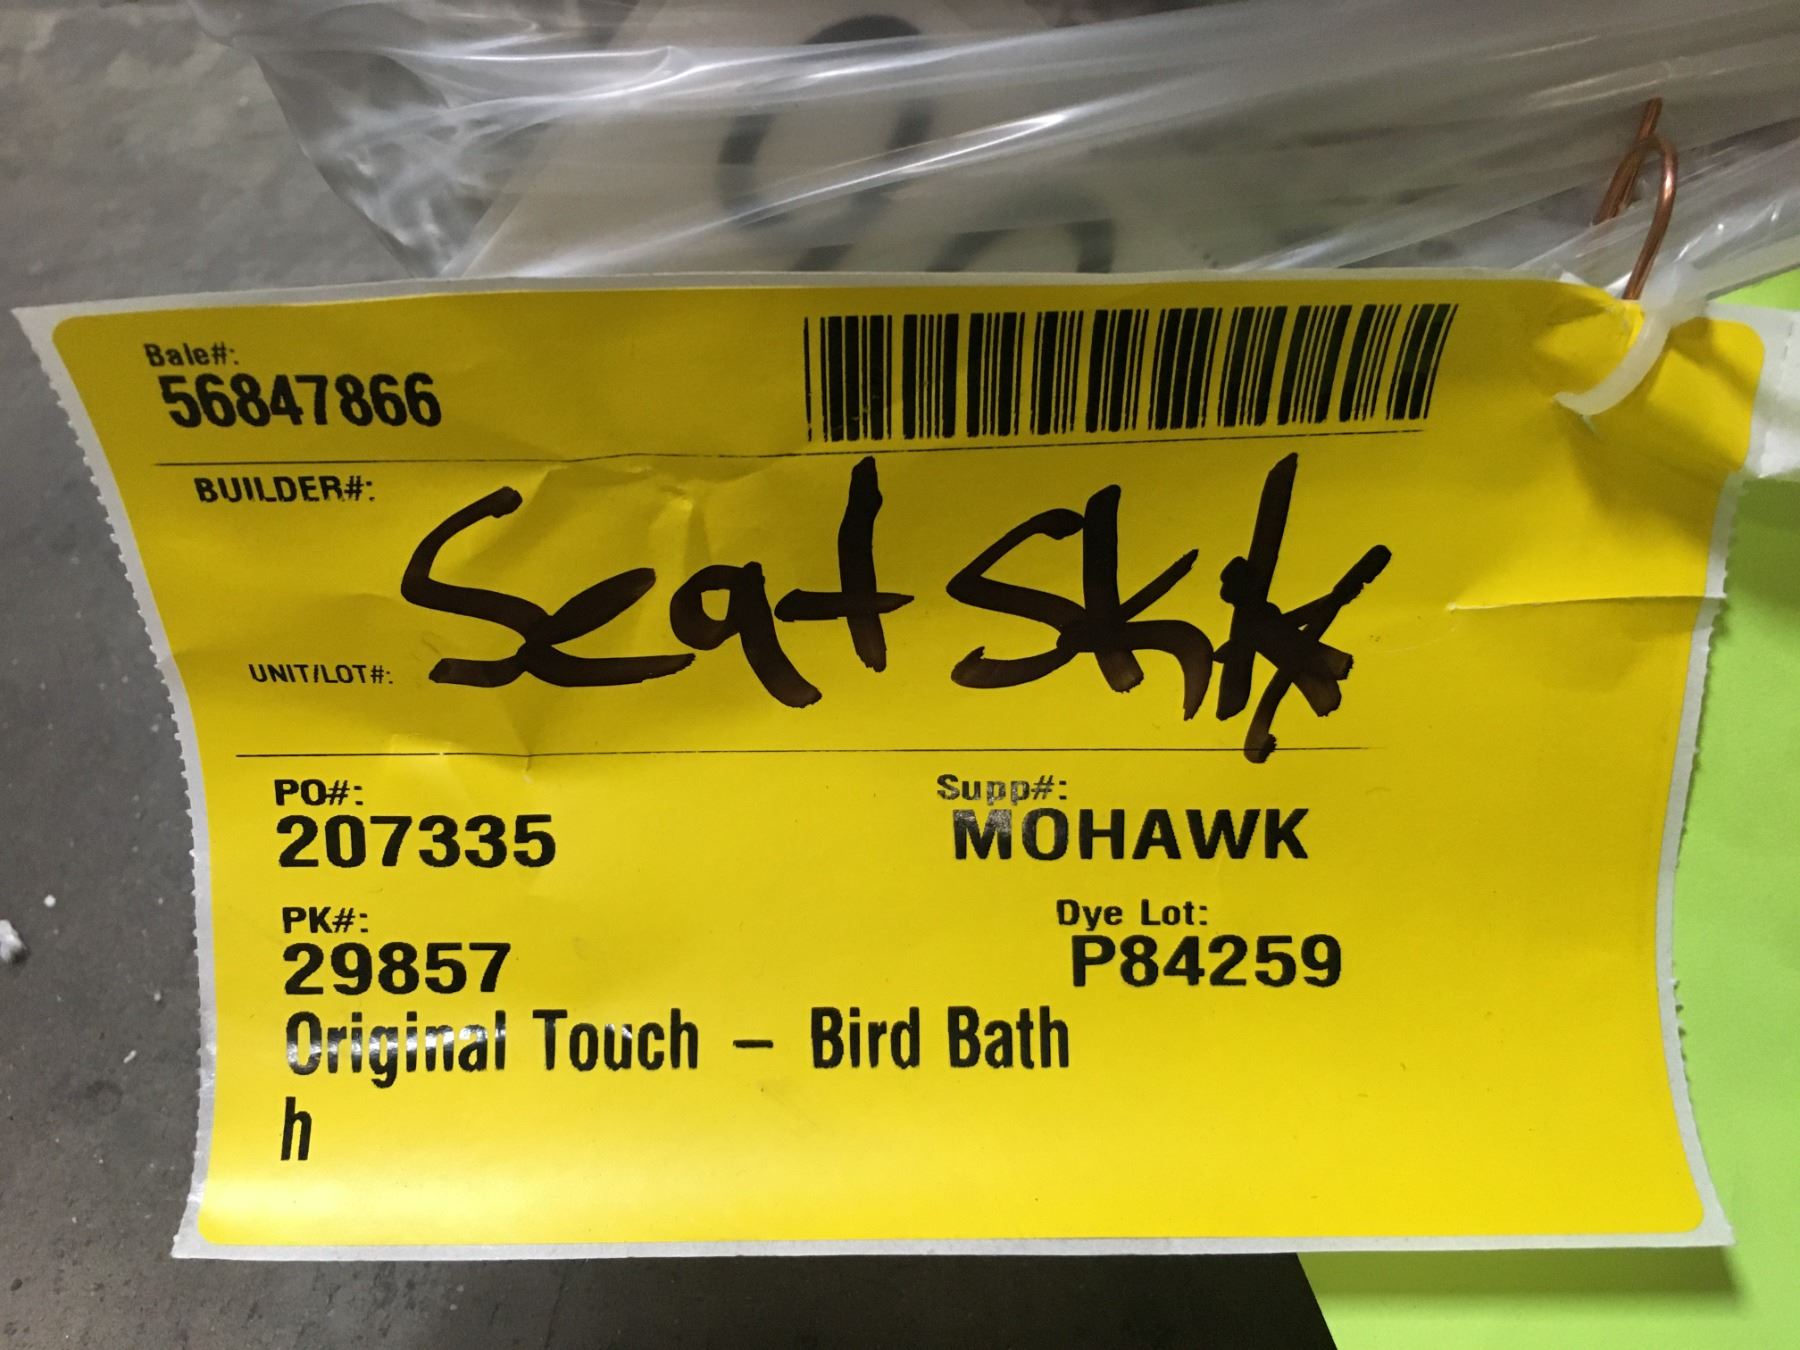 Bale#:
56847866
BUILDER#:
Seat
UNIT/LOT#:
PO#:
207335
Supp#:
MOHAWK
PK#:
29857
Dye Lot:
P84259
Original Touch – Bird Bath
h